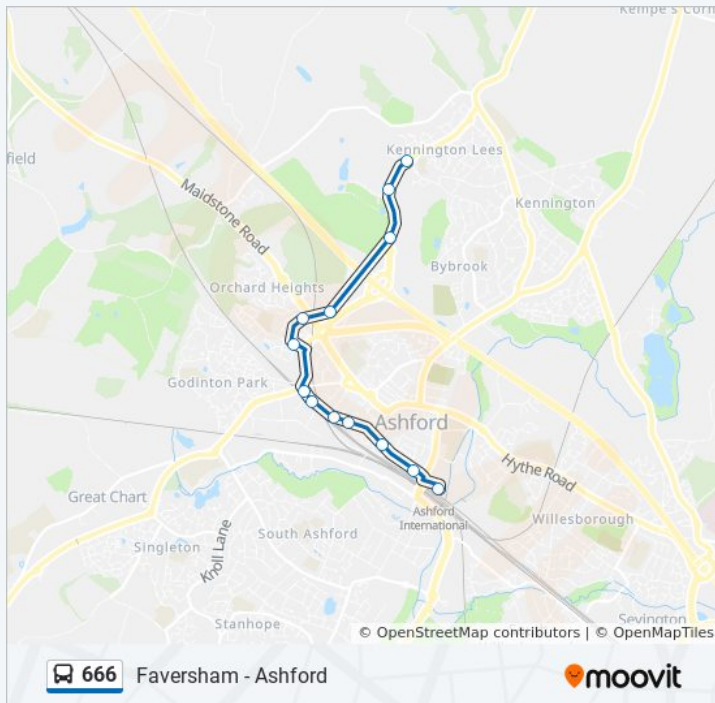 Kempe's Corn
Kennington Lees
field
Maidstone Road
Kennington
Bybrook
Orchard Heights
Godinton Park
Ashford
Hythe Road
Great Chart
Ashford
International
Willesborough
Knoll Lane
South Ashford
Singleton
Stanhope
Sevington
© OpenStreetMap contributors | © OpenMapTiles
666 Faversham - Ashford
moovit